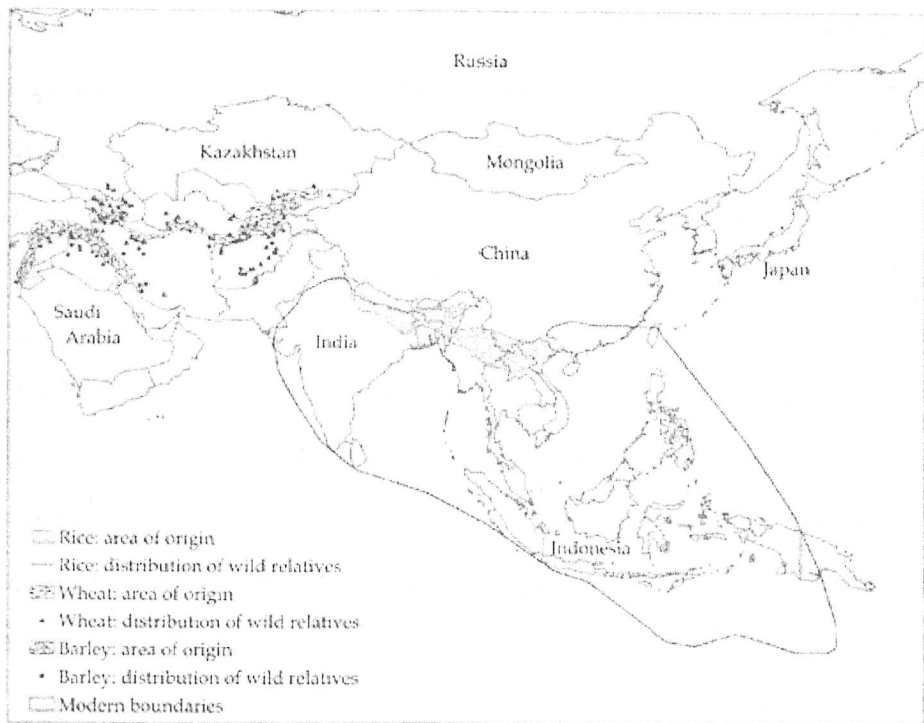 Russia
Kazakhstan
Mongolia
China
Japan
Saudi
Arabia
India
Indonesia
Rice: area of origin
Rice: distribution of wild relatives
Wheat: area of origin
Wheat: distribution of wild relatives
Barley: area of origin
Barley: distribution of wild relatives
Modern boundaries